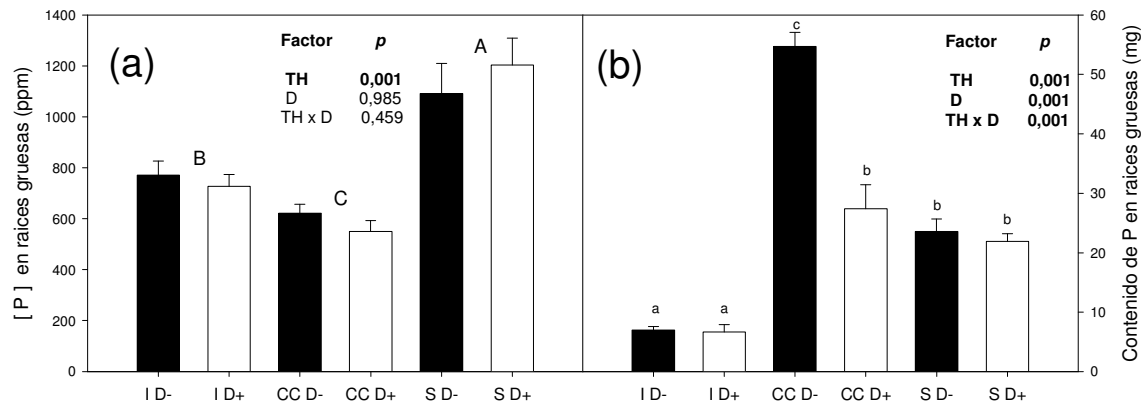 [ P ] en raices gruesas (ppm)
1400
1200
1000
800
600
400
200
0
(a)
Factor p
TH 0,001
D 0,985
TH x D 0,459
B
C
A
I D- I D+ CC D- CC D+ S D- S D+
(b)
Factor p
TH 0,001
D 0,001
TH x D 0,001
a a c b b b
I D- I D+ CC D- CC D+ S D- S D+
60
50
40
30
20
10
0
Contenido de P en raices gruesas (mg)